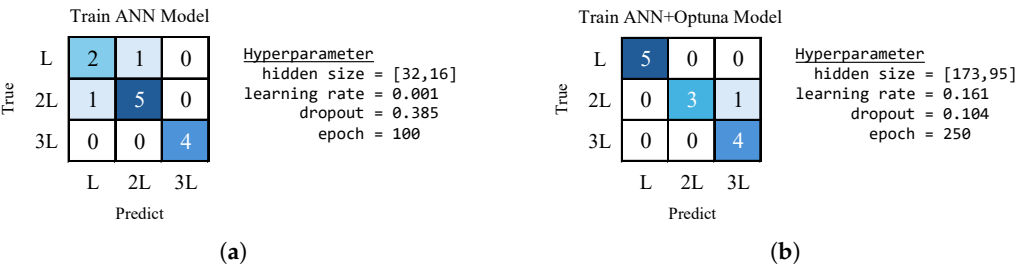 Train ANN Model
True
L 2 1 0
2L 1 5 0
3L 0 0 4
L 2L 3L
Predict
Hyperparameter
hidden size = [32,16]
learning rate = 0.001
dropout = 0.385
epoch = 100
(a)
Train ANN+Optuna Model
True
L 5 0 0
2L 0 3 1
3L 0 0 4
L 2L 3L
Predict
Hyperparameter
hidden size = [173,95]
learning rate = 0.161
dropout = 0.104
epoch = 250
(b)